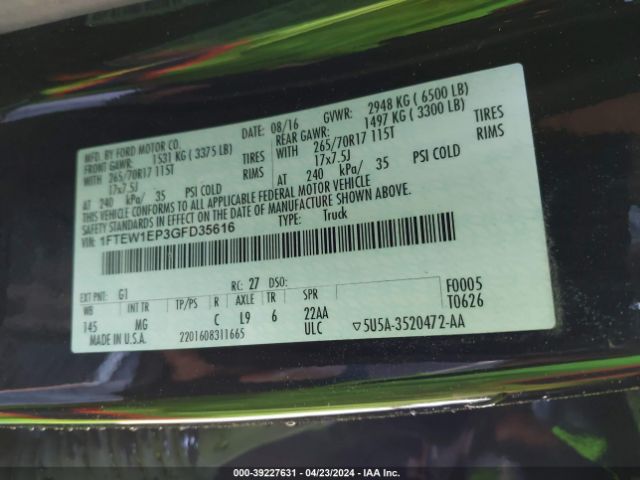 MFD. BY FORD MOTOR CO. DATE: 08/16 GVWR: 2948 KG ( 6500 LB)
FRONT GAWR: 1531 KG ( 3375 LB) REAR GAWR: 1497 KG ( 3300 LB)
WITH 265/70R17 115T TIRES WITH 265/70R17 115T TIRES
17x7.5J RIMS 17x7.5J RIMS
AT 240 kPa/ 35 PSI COLD AT 240 kPa/ 35 PSI COLD
THIS VEHICLE CONFORMS TO ALL APPLICABLE FEDERAL MOTOR VEHICLE
SAFETY STANDARDS IN EFFECT ON THE DATE OF MANUFACTURE SHOWN ABOVE.
VIN: 1FTEW1EP3GFD35616 TYPE: Truck
EXT PNT: G1 RC: 27 DSO: F0005
WB INT TR TP/PS R AXLE TR SPR T0626
145 MG C L9 6 22AA
MADE IN U.S.A. 2201608311665 ULC ▽5U5A-3520472-AA
000-39227631 - 04/23/2024 - IAA Inc.